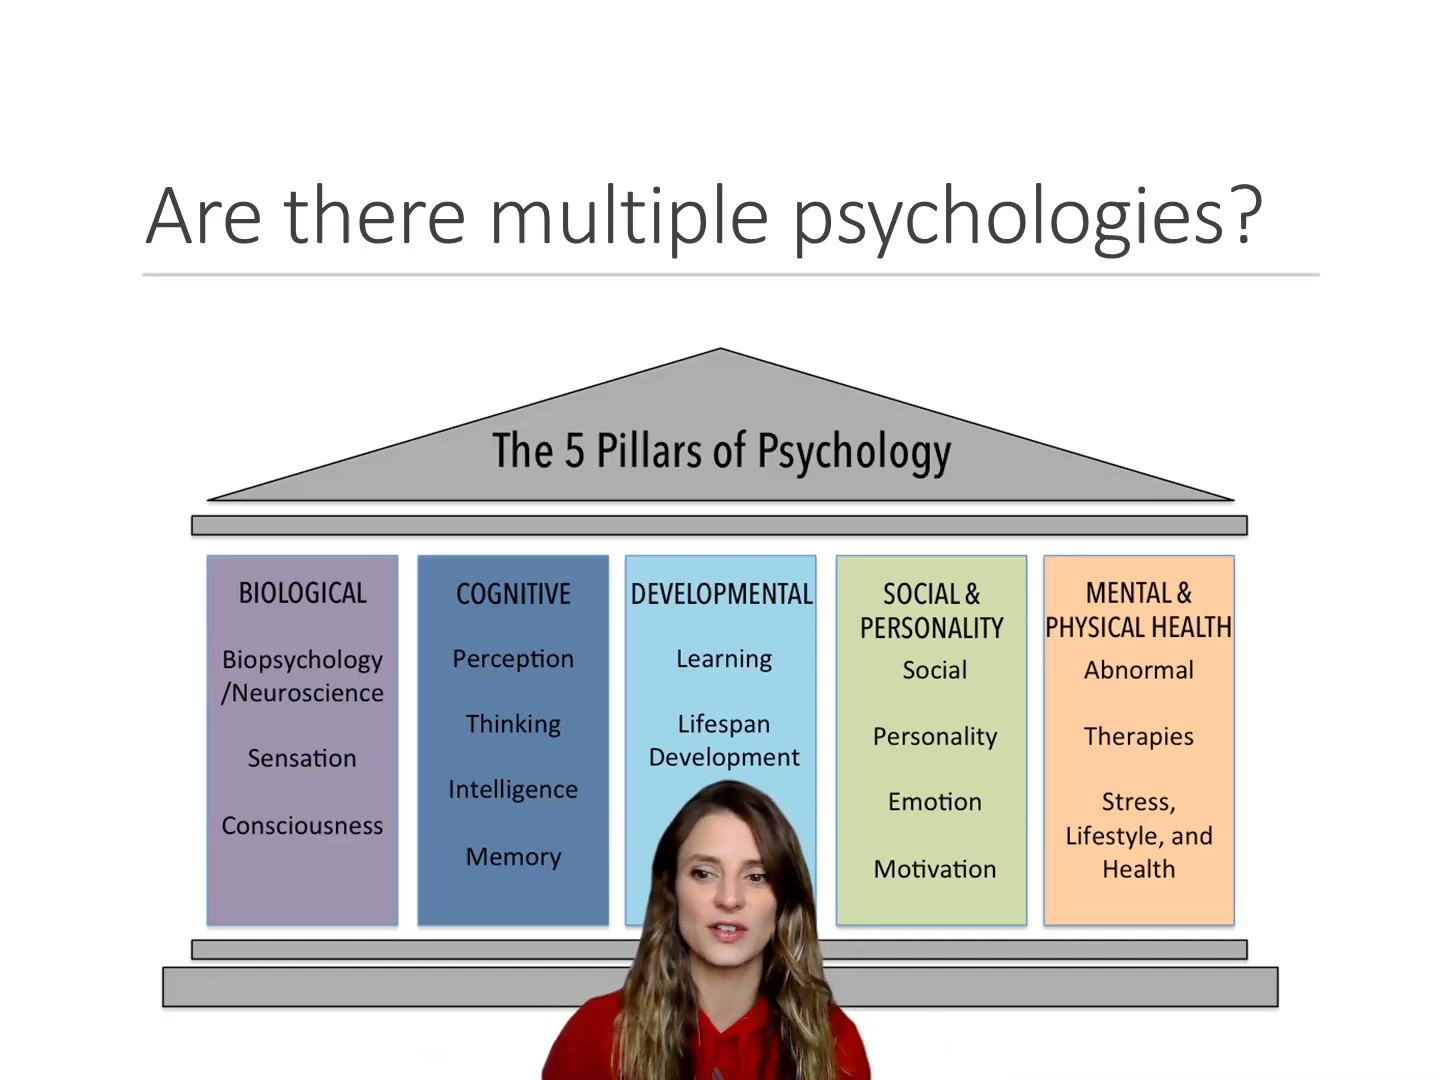 Are there multiple psychologies?
The 5 Pillars of Psychology
BIOLOGICAL
Biopsychology
/Neuroscience
Sensation
Consciousness
COGNITIVE
Perception
Thinking
Intelligence
Memory
DEVELOPMENTAL
Learning
Lifespan
Development
SOCIAL &
PERSONALITY
Social
Personality
Emotion
Motivation
MENTAL &
PHYSICAL HEALTH
Abnormal
Therapies
Stress,
Lifestyle, and
Health